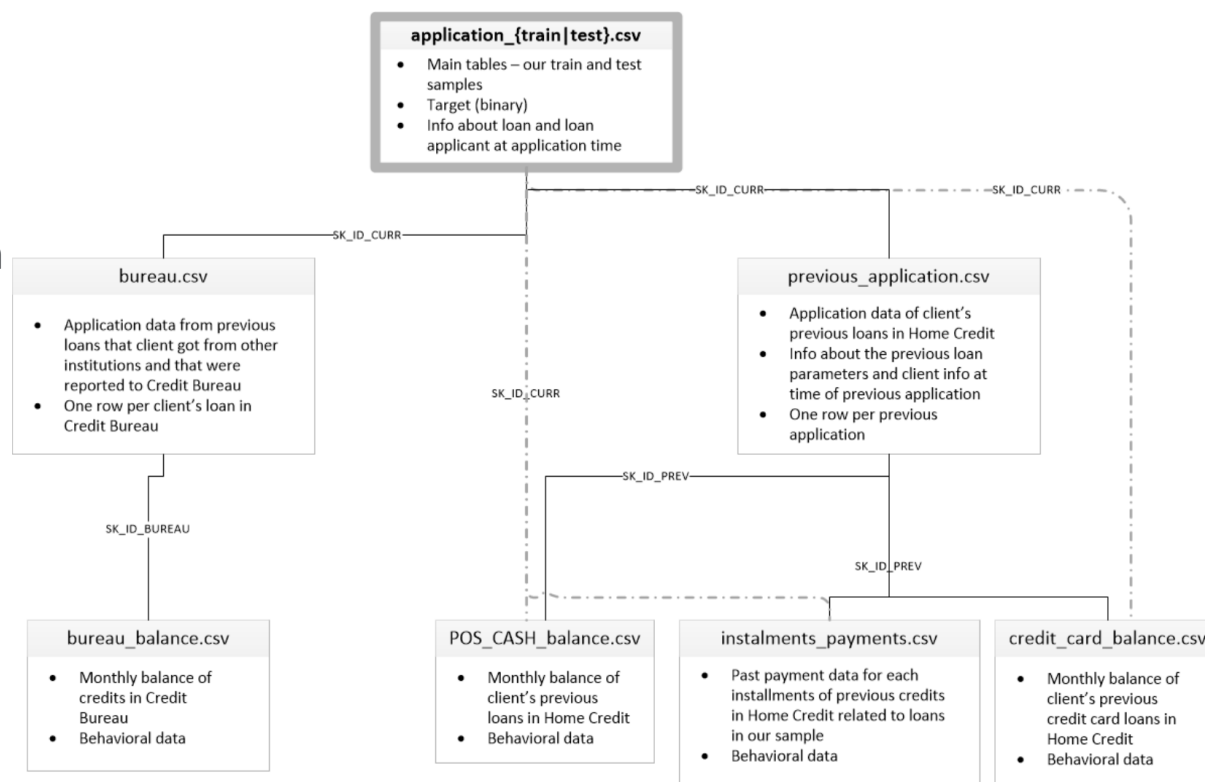 application_{train|test}.csv
• Main tables – our train and test
samples
• Target (binary)
• Info about loan and loan
applicant at application time
SK_ID_CURR
SK_ID_CURR
SK_ID_CURR
bureau.csv
• Application data from previous
loans that client got from other
institutions and that were
reported to Credit Bureau
• One row per client's loan in
Credit Bureau
previous_application.csv
• Application data of client's
previous loans in Home Credit
• Info about the previous loan
parameters and client info at
time of previous application
• One row per previous
application
SK_ID_CURR
SK_ID_PREV
SK_ID_BUREAU
SK_ID_PREV
bureau_balance.csv
• Monthly balance of
credits in Credit
Bureau
• Behavioral data
POS_CASH_balance.csv
• Monthly balance of
client's previous
loans in Home Credit
• Behavioral data
instalments_payments.csv
• Past payment data for each
installments of previous credits
in Home Credit related to loans
in our sample
• Behavioral data
credit_card_balance.csv
• Monthly balance of
client's previous
credit card loans in
Home Credit
• Behavioral data